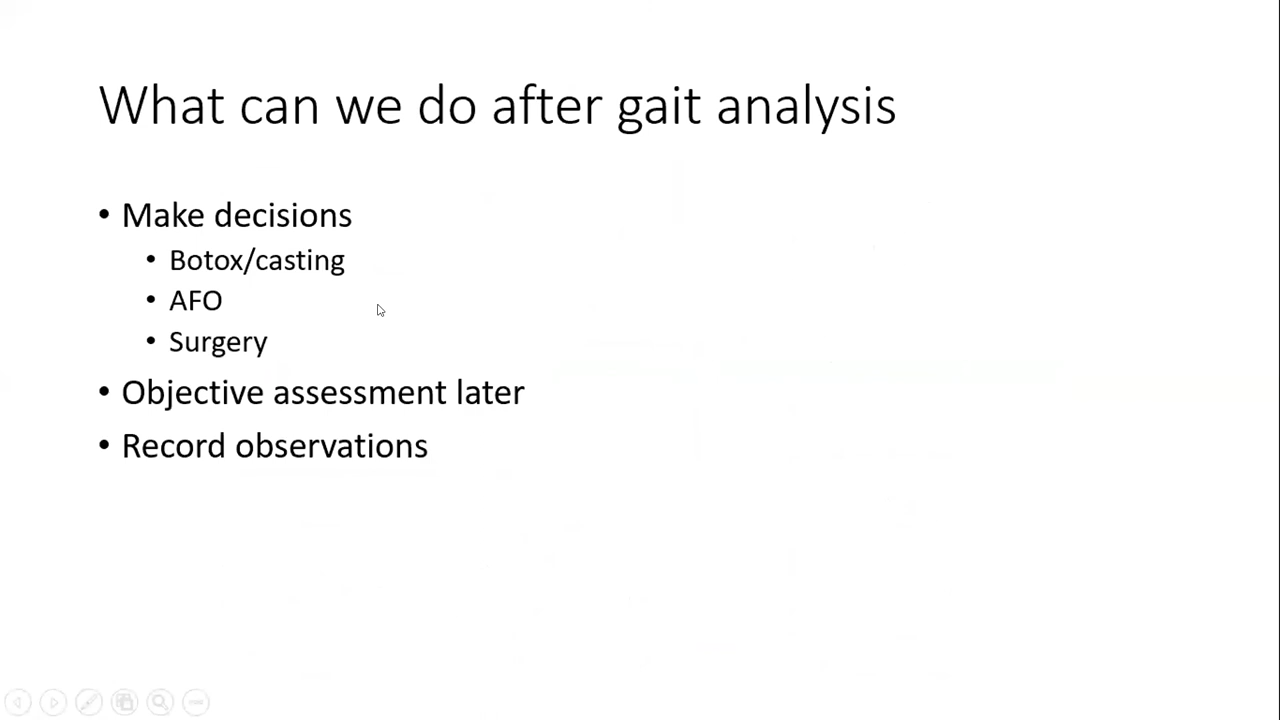 What can we do after gait analysis
• Make decisions
• Botox/casting
• AFO
• Surgery
• Objective assessment later
• Record observations